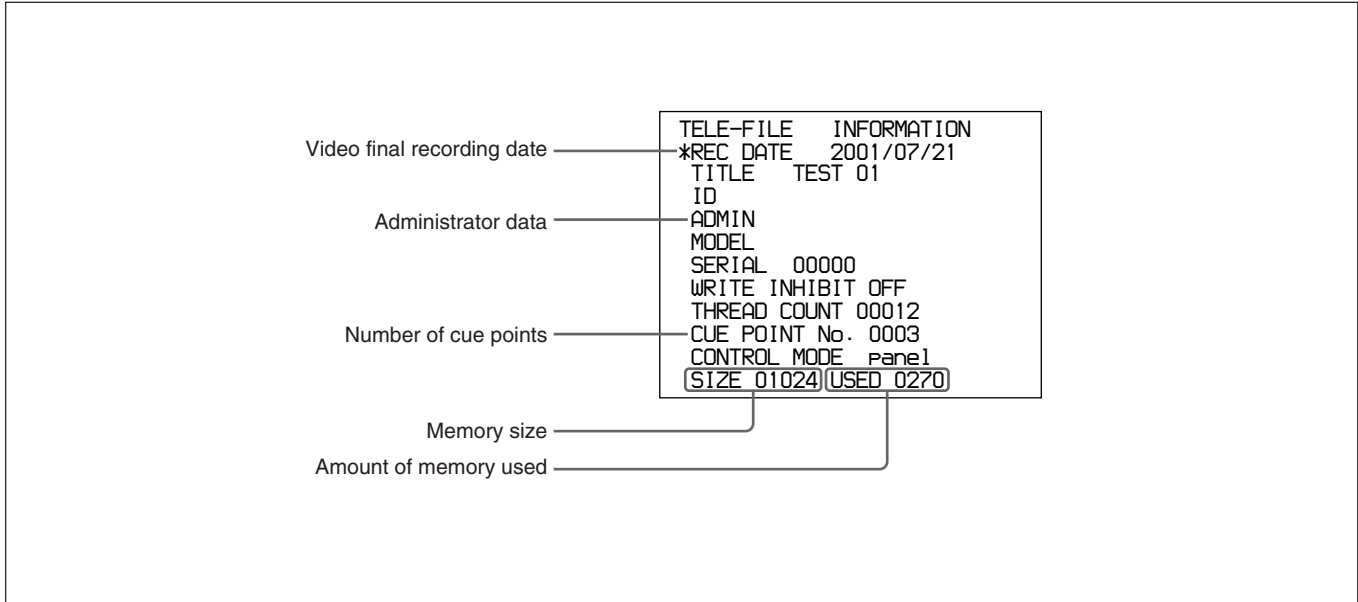 TELE-FILE INFORMATION
Video final recording date
*REC DATE 2001/07/21
TITLE TEST 01
ID
Administrator data
ADMIN
MODEL
SERIAL 00000
WRITE INHIBIT OFF
THREAD COUNT 00012
Number of cue points
CUE POINT No. 0003
CONTROL MODE panel
SIZE 01024 USED 0270
Memory size
Amount of memory used